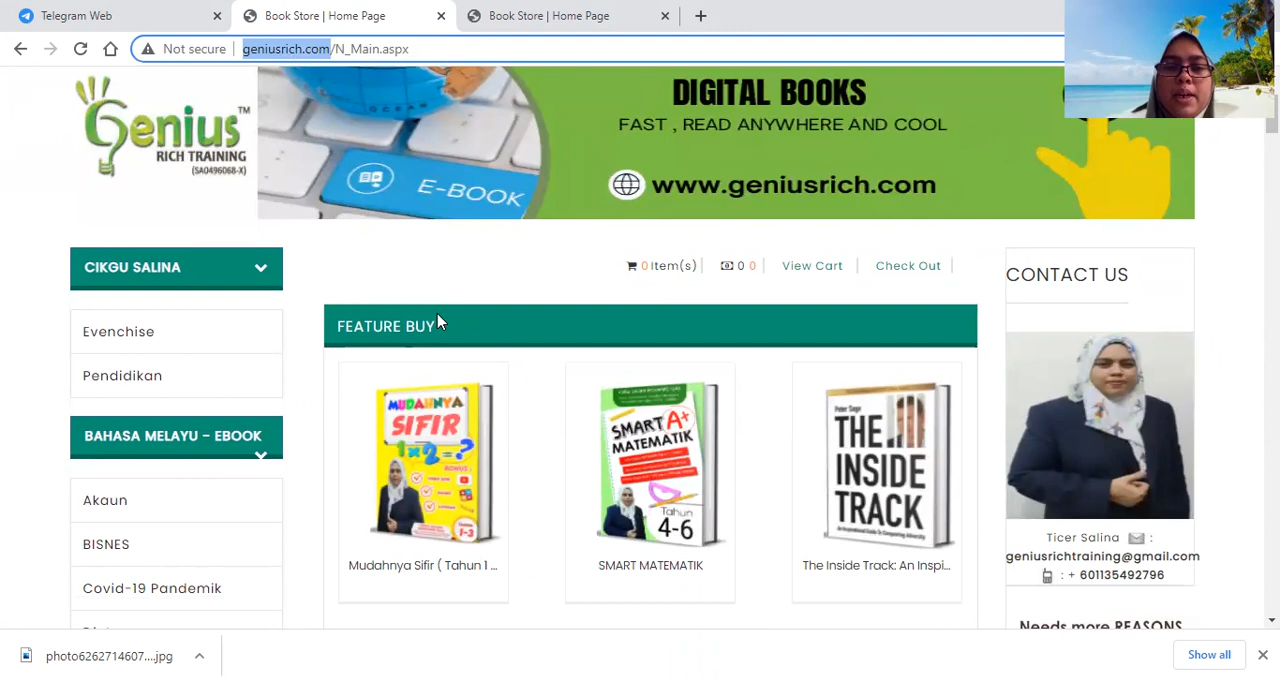 Telegram Web
Book Store | Home Page
Book Store | Home Page
Not secure
geniusrich.com/N_Main.aspx
Genius™
RICH TRAINING
(SA0496068-X)
E-BOOK
OCEAN
DIGITAL BOOKS
FAST , READ ANYWHERE AND COOL
www.geniusrich.com
CIKGU SALINA
0 Item(s)
0 0
View Cart
Check Out
CONTACT US
Evenchise
Pendidikan
FEATURE BUY
BAHASA MELAYU – EBOOK
Akaun
BISNES
Covid-19 Pandemik
MUDAHNYA
SIFIR
1x2=?
BONUS
Mudahnya Sifir ( Tahun 1 ...
SMART A+
MATEMATIK
Tahun
4-6
SMART MATEMATIK
Peter Sage
THE
INSIDE
TRACK
An Inspirational Guide To Conquering Adversity
The Inside Track: An Inspi...
Ticer Salina :
geniusrichtraining@gmail.com
: + 601135492796
Needs more REASONS
photo6262714607....jpg
Show all